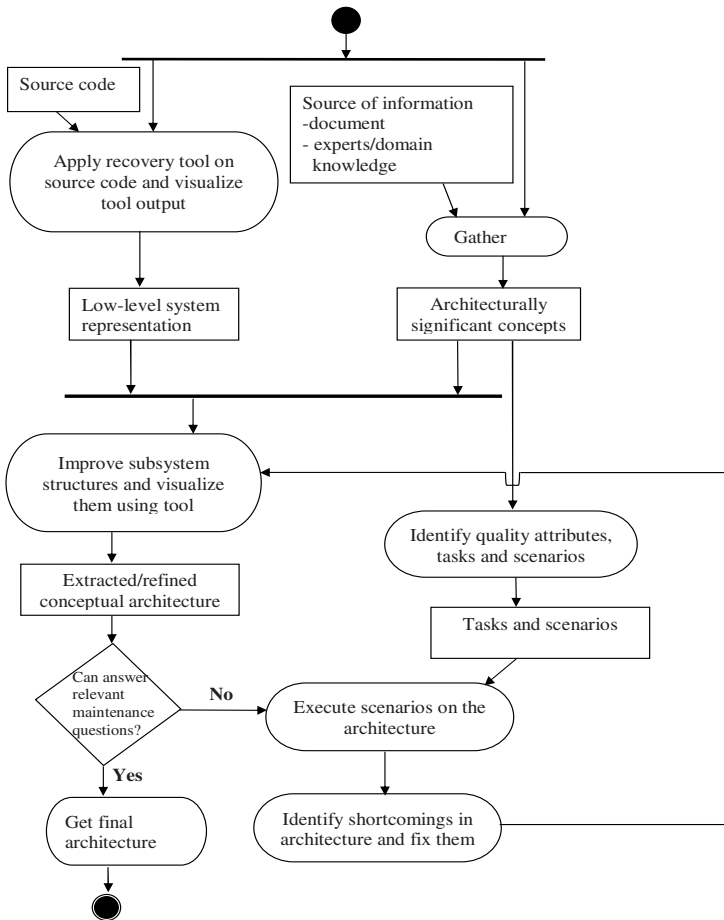 Source code
Source of information
-document
- experts/domain
knowledge
Apply recovery tool on
source code and visualize
tool output
Gather
Low-level system
representation
Architecturally
significant concepts
Improve subsystem
structures and visualize
them using tool
Identify quality attributes,
tasks and scenarios
Extracted/refined
conceptual architecture
Tasks and scenarios
Can answer
relevant
maintenance
questions?
No
Execute scenarios on the
architecture
Yes
Get final
architecture
Identify shortcomings in
architecture and fix them